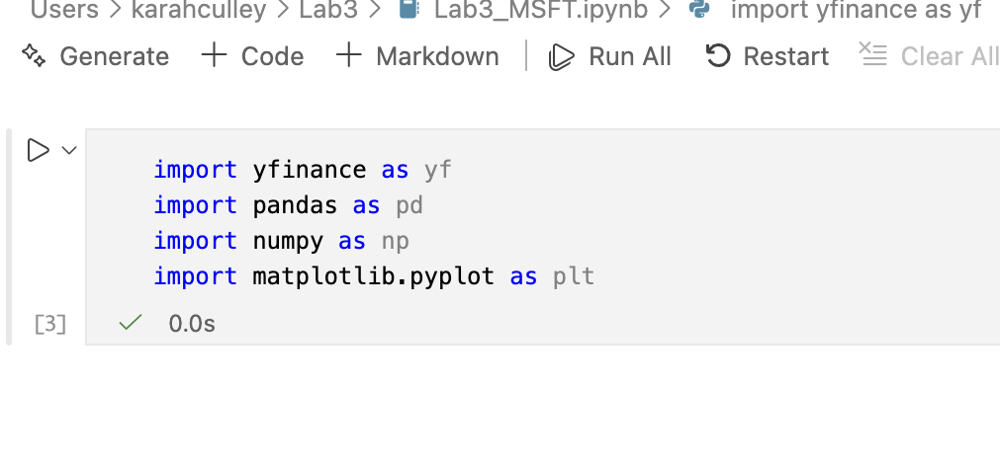 Users > karahculley > Lab3 > Lab3_MSFT.ipynb > import yfinance as yf
Generate + Code + Markdown | Run All Restart Clear All
import yfinance as yf
import pandas as pd
import numpy as np
import matplotlib.pyplot as plt
[3] ✓ 0.0s